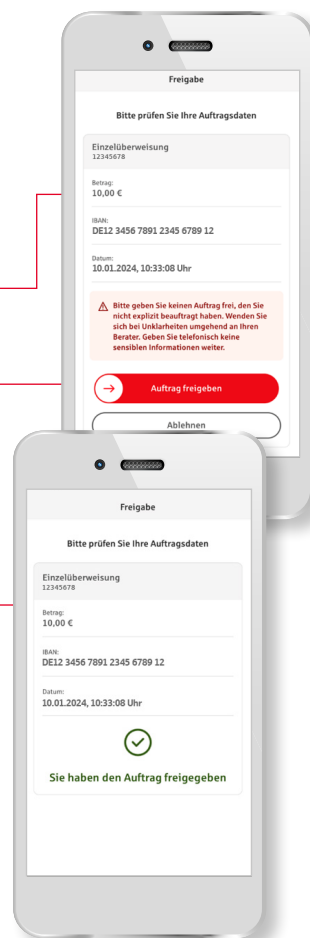 Freigabe
Bitte prüfen Sie Ihre Auftragsdaten
Einzelüberweisung
12345678
Betrag:
10,00 €
IBAN:
DE12 3456 7891 2345 6789 12
Datum:
10.01.2024, 10:33:08 Uhr
Bitte geben Sie keinen Auftrag frei, den Sie
nicht explizit beauftragt haben. Wenden Sie
sich bei Unklarheiten umgehend an Ihren
Berater. Geben Sie telefonisch keine
sensiblen Informationen weiter.
Auftrag freigeben
Ablehnen
Freigabe
Bitte prüfen Sie Ihre Auftragsdaten
Einzelüberweisung
12345678
Betrag:
10,00 €
IBAN:
DE12 3456 7891 2345 6789 12
Datum:
10.01.2024, 10:33:08 Uhr
Sie haben den Auftrag freigegeben